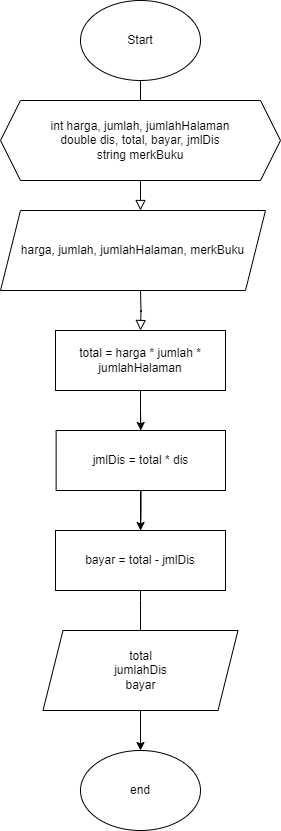 Start
int harga, jumlah, jumlahHalaman
double dis, total, bayar, jmlDis
string merkBuku
harga, jumlah, jumlahHalaman, merkBuku
total = harga * jumlah *
jumlahHalaman
jmlDis = total * dis
bayar = total - jmlDis
total
jumlahDis
bayar
end